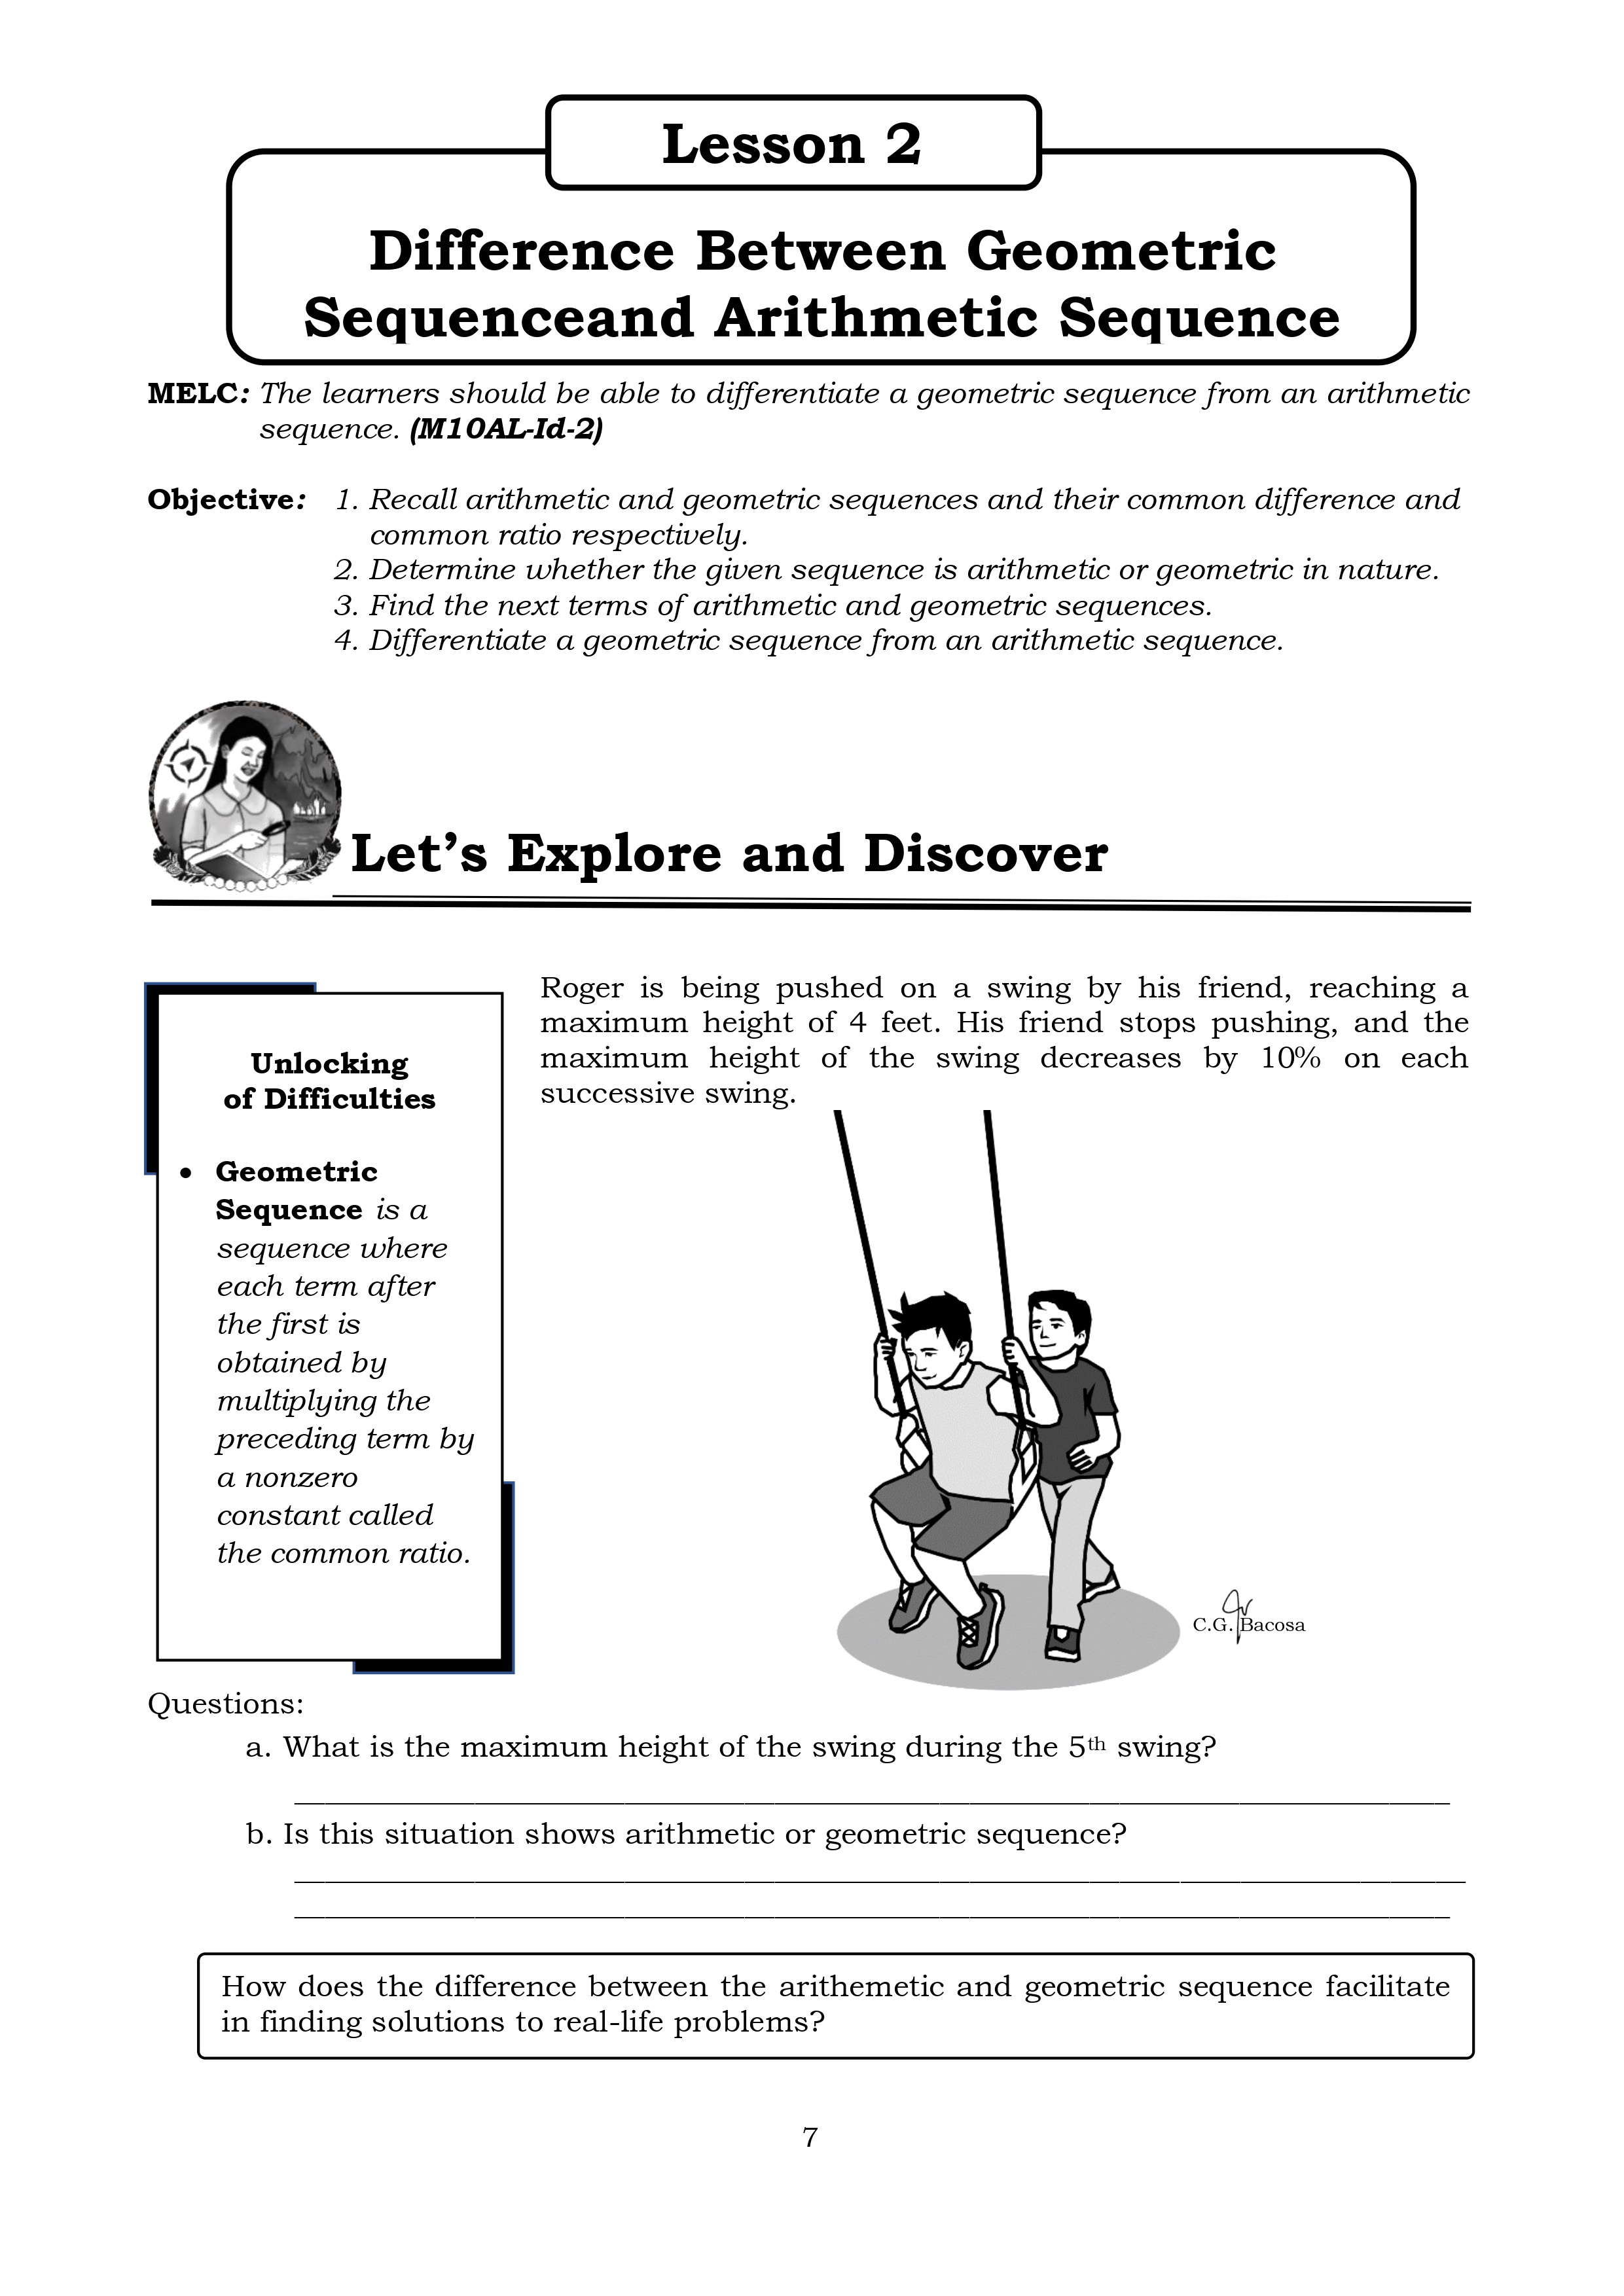 Lesson 2
Difference Between Geometric
Sequenceand Arithmetic Sequence
MELC: The learners should be able to differentiate a geometric sequence from an arithmetic
sequence. (M10AL-Id-2)
Objective: 1. Recall arithmetic and geometric sequences and their common difference and
common ratio respectively.
2. Determine whether the given sequence is arithmetic or geometric in nature.
3. Find the next terms of arithmetic and geometric sequences.
4. Differentiate a geometric sequence from an arithmetic sequence.
Let’s Explore and Discover
Unlocking
of Difficulties
• Geometric
Sequence is a
sequence where
each term after
the first is
obtained by
multiplying the
preceding term by
a nonzero
constant called
the common ratio.
Roger is being pushed on a swing by his friend, reaching a
maximum height of 4 feet. His friend stops pushing, and the
maximum height of the swing decreases by 10% on each
successive swing.
C.G. Bacosa
Questions:
a. What is the maximum height of the swing during the 5th swing?
b. Is this situation shows arithmetic or geometric sequence?
How does the difference between the arithemetic and geometric sequence facilitate
in finding solutions to real-life problems?
7